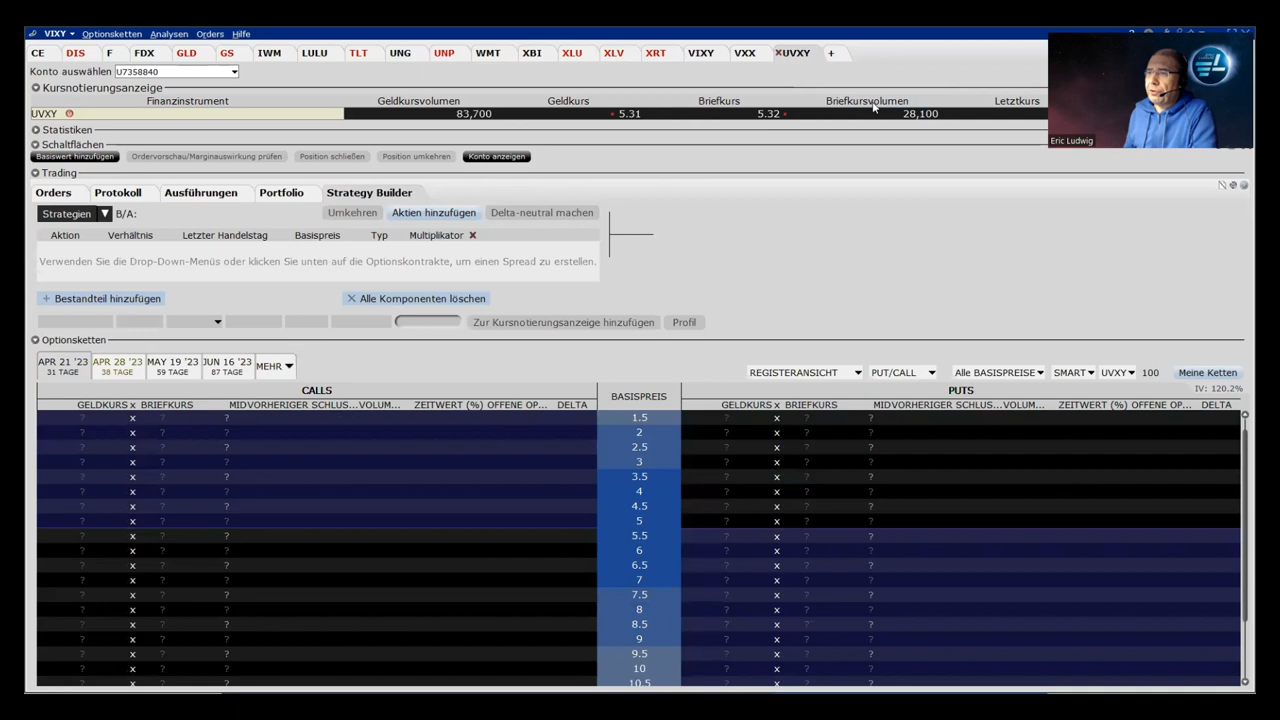 VIXY Optionsketten Analysen Orders Hilfe
CE DIS F FDX GLD GS IWM LULU TLT UNG UNP WMT XBI XLU XLV XRT VIXY VXX UVXY +
Konto auswählen U7358840
Kursnotierungsanzeige
Finanzinstrument Geldkursvolumen Geldkurs Briefkurs Briefkursvolumen Letztkurs
UVXY 83,700 5.31 5.32 28,100
Eric Ludwig
Statistiken
Schaltflächen
Basiswert hinzufügen Ordervorschau/Marginauswirkung prüfen Position schließen Position umkehren Konto anzeigen
Trading
Orders Protokoll Ausführungen Portfolio Strategy Builder
Strategien B/A: Umkehren Aktien hinzufügen Delta-neutral machen
Aktion Verhältnis Letzter Handelstag Basispreis Typ Multiplikator
Verwenden Sie die Drop-Down-Menüs oder klicken Sie unten auf die Optionskontrakte, um einen Spread zu erstellen.
+ Bestandteil hinzufügen X Alle Komponenten löschen
Zur Kursnotierungsanzeige hinzufügen Profil
Optionsketten
APR 21 '23 APR 28 '23 MAY 19 '23 JUN 16 '23 MEHR
31 TAGE 38 TAGE 59 TAGE 87 TAGE
REGISTERANSICHT PUT/CALL Alle BASISPREISE SMART UVXY 100 Meine Ketten
CALLS BASISPREIS PUTS IV: 120.2%
GELDKURS x BRIEFKURS MIDVORHERIGER SCHLUS... VOLUM... ZEITWERT (%) OFFENE OP... DELTA GELDKURS x BRIEFKURS MIDVORHERIGER SCHLUS... VOLUM... ZEITWERT (%) OFFENE OP... DELTA
? x ? ? 1.5 ? x ? ?
? x ? ? 2 ? x ? ?
? x ? ? 2.5 ? x ? ?
? x ? ? 3 ? x ? ?
? x ? ? 3.5 ? x ? ?
? x ? ? 4 ? x ? ?
? x ? ? 4.5 ? x ? ?
? x ? ? 5 ? x ? ?
? x ? ? 5.5 ? x ? ?
? x ? ? 6 ? x ? ?
? x ? ? 6.5 ? x ? ?
? x ? ? 7 ? x ? ?
? x ? ? 7.5 ? x ? ?
? x ? ? 8 ? x ? ?
? x ? ? 8.5 ? x ? ?
? x ? ? 9 ? x ? ?
? x ? ? 9.5 ? x ? ?
? x ? ? 10 ? x ? ?
? x ? ? 10.5 ? x ? ?